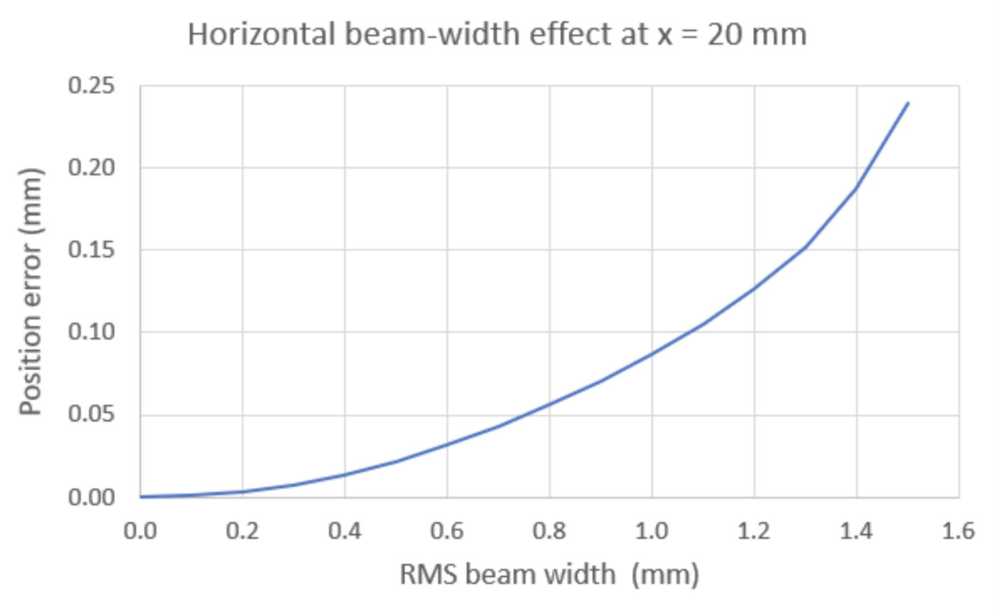 Horizontal beam-width effect at x = 20 mm
0.25
0.20
0.15
0.10
0.05
0.00
Position error (mm)
0.0 0.2 0.4 0.6 0.8 1.0 1.2 1.4 1.6
RMS beam width (mm)